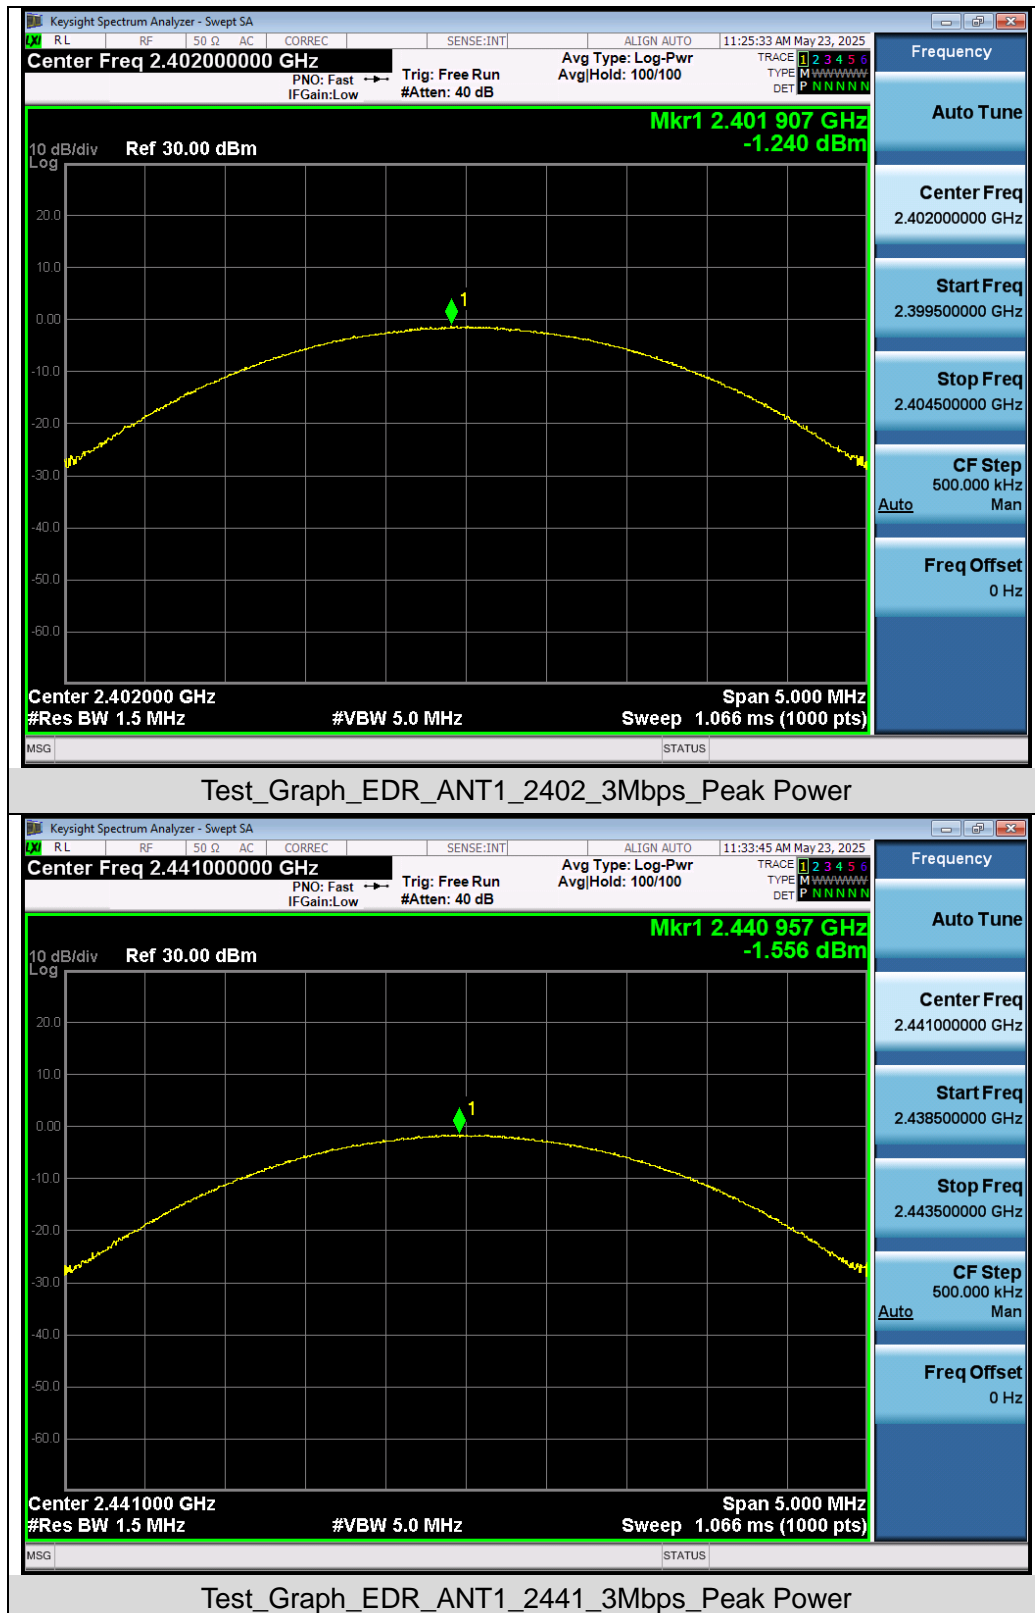 Keysight Spectrum Analyzer - Swept SA
LXI RL RF 50 Ω AC CORREC SENSE:INT ALIGN AUTO 11:25:33 AM May 23, 2025
Center Freq 2.402000000 GHz
PNO: Fast
IFGain:Low
Trig: Free Run
#Atten: 40 dB
Avg Type: Log-Pwr
Avg|Hold: 100/100
TRACE 1 2 3 4 5 6
TYPE M WWWWW
DET P N N N N N
Mkr1 2.401 907 GHz
-1.240 dBm
10 dB/div Ref 30.00 dBm
Log
20.0
10.0
1
0.00
-10.0
-20.0
-30.0
-40.0
-50.0
-60.0
Center 2.402000 GHz Span 5.000 MHz
#Res BW 1.5 MHz #VBW 5.0 MHz Sweep 1.066 ms (1000 pts)
MSG STATUS
Frequency
Auto Tune
Center Freq
2.402000000 GHz
Start Freq
2.399500000 GHz
Stop Freq
2.404500000 GHz
CF Step
500.000 kHz
Auto Man
Freq Offset
0 Hz
Test_Graph_EDR_ANT1_2402_3Mbps_Peak Power
Keysight Spectrum Analyzer - Swept SA
LXI RL RF 50 Ω AC CORREC SENSE:INT ALIGN AUTO 11:33:45 AM May 23, 2025
Center Freq 2.441000000 GHz
PNO: Fast
IFGain:Low
Trig: Free Run
#Atten: 40 dB
Avg Type: Log-Pwr
Avg|Hold: 100/100
TRACE 1 2 3 4 5 6
TYPE M WWWWW
DET P N N N N N
Mkr1 2.440 957 GHz
-1.556 dBm
10 dB/div Ref 30.00 dBm
Log
20.0
10.0
1
0.00
-10.0
-20.0
-30.0
-40.0
-50.0
-60.0
Center 2.441000 GHz Span 5.000 MHz
#Res BW 1.5 MHz #VBW 5.0 MHz Sweep 1.066 ms (1000 pts)
MSG STATUS
Frequency
Auto Tune
Center Freq
2.441000000 GHz
Start Freq
2.438500000 GHz
Stop Freq
2.443500000 GHz
CF Step
500.000 kHz
Auto Man
Freq Offset
0 Hz
Test_Graph_EDR_ANT1_2441_3Mbps_Peak Power